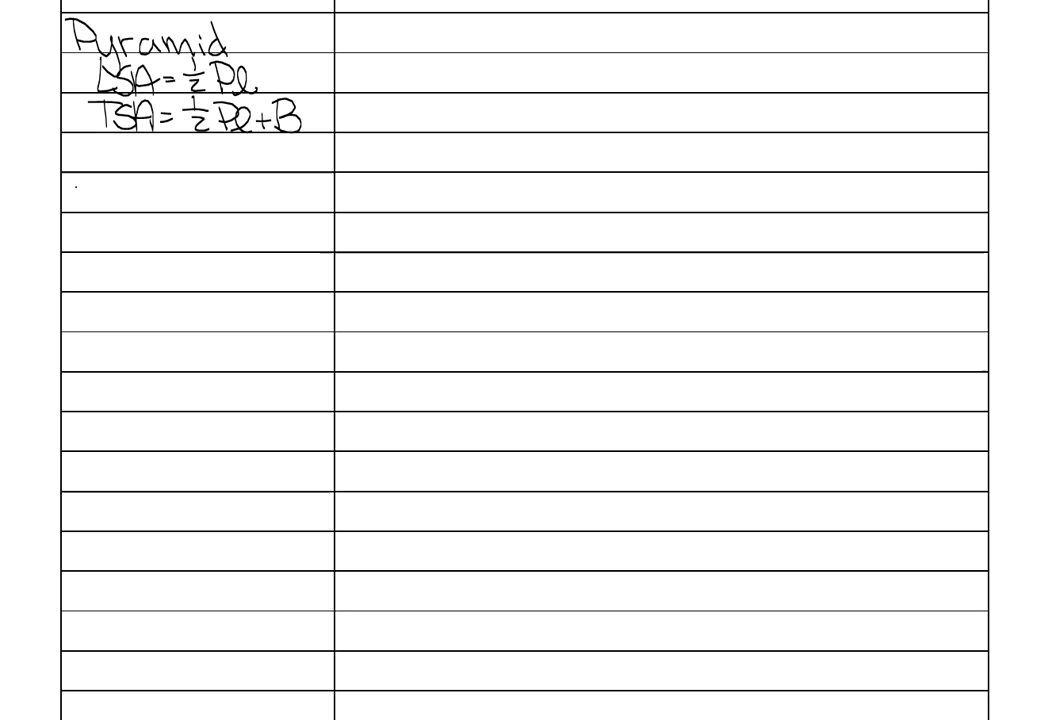 Pyramid
LSA = 1/2 Pl
TSA = 1/2 Pl + B